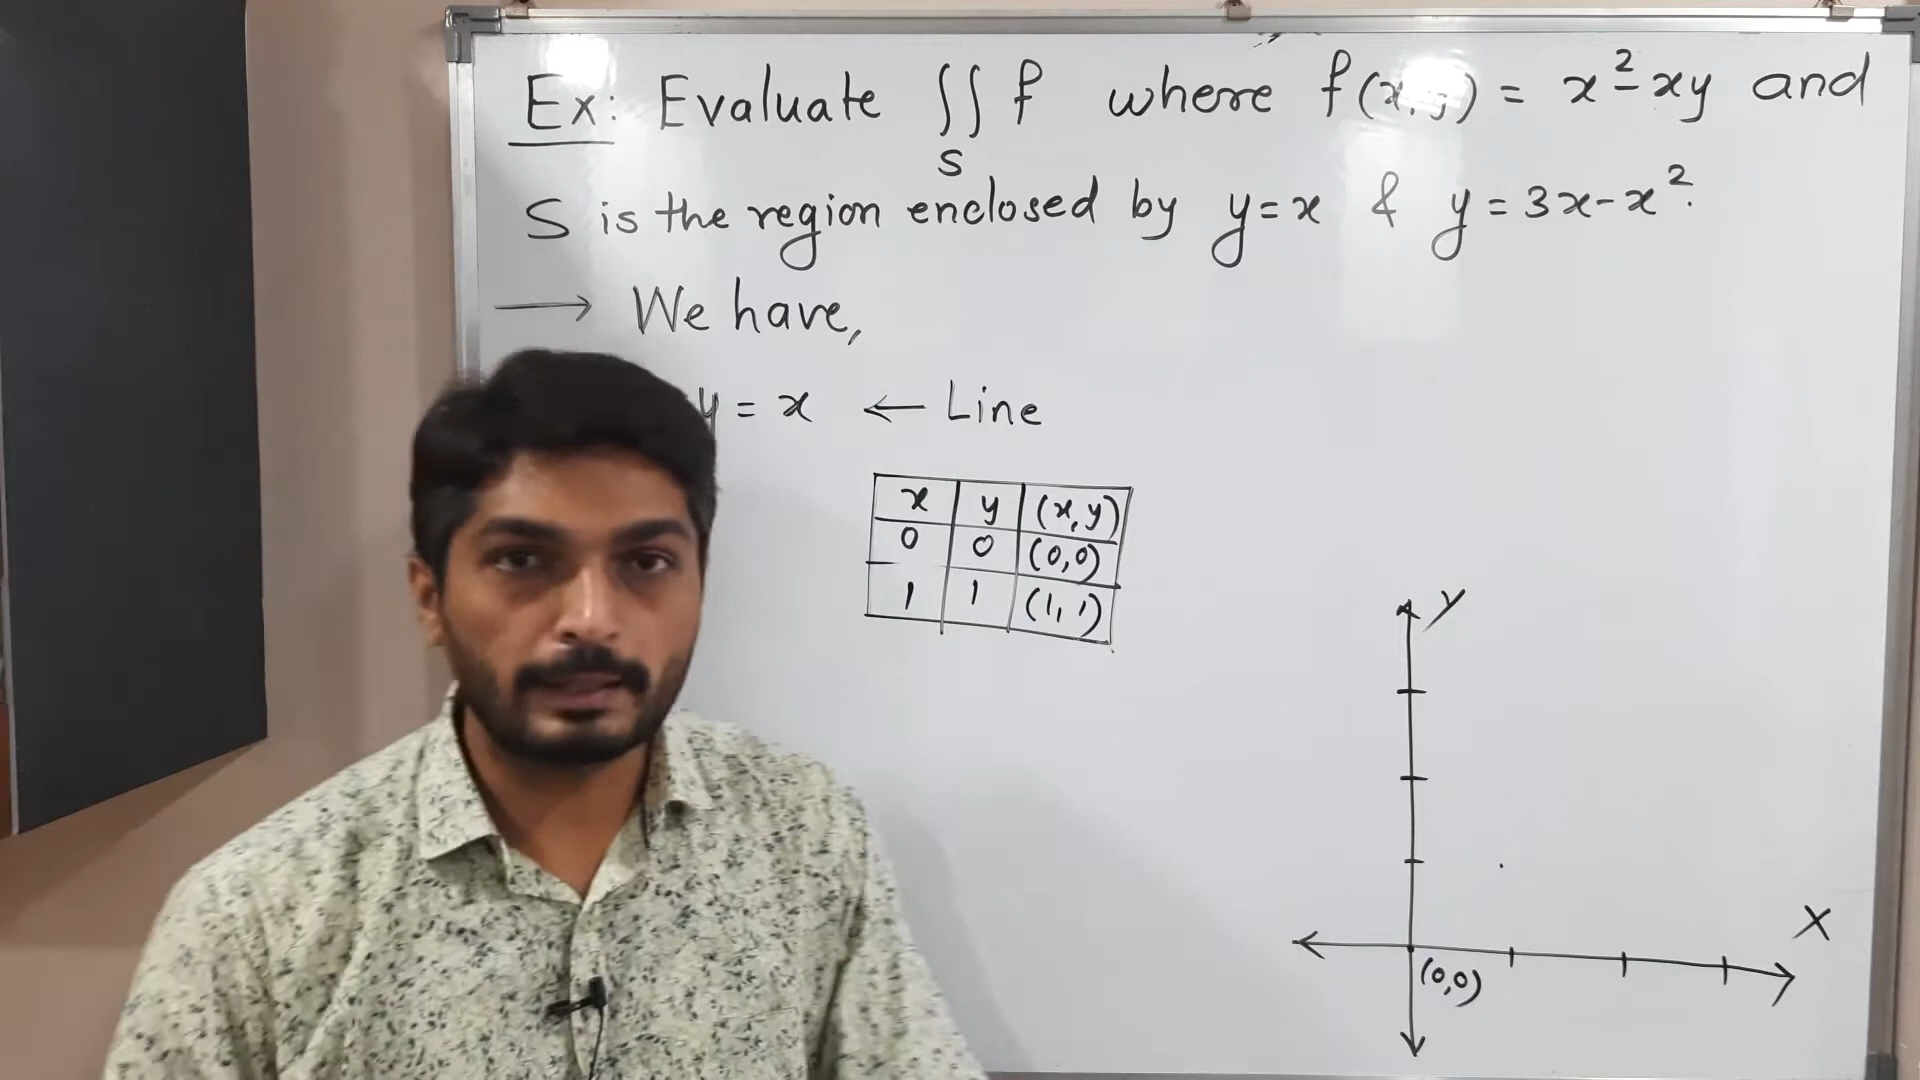 Ex: Evaluate ∬ f where f(x,y) = x²-xy and
S
S is the region enclosed by y=x & y=3x-x².
→ We have,
y = x ← Line
x y (x,y)
0 0 (0,0)
1 1 (1,1)
Y
X
(0,0)